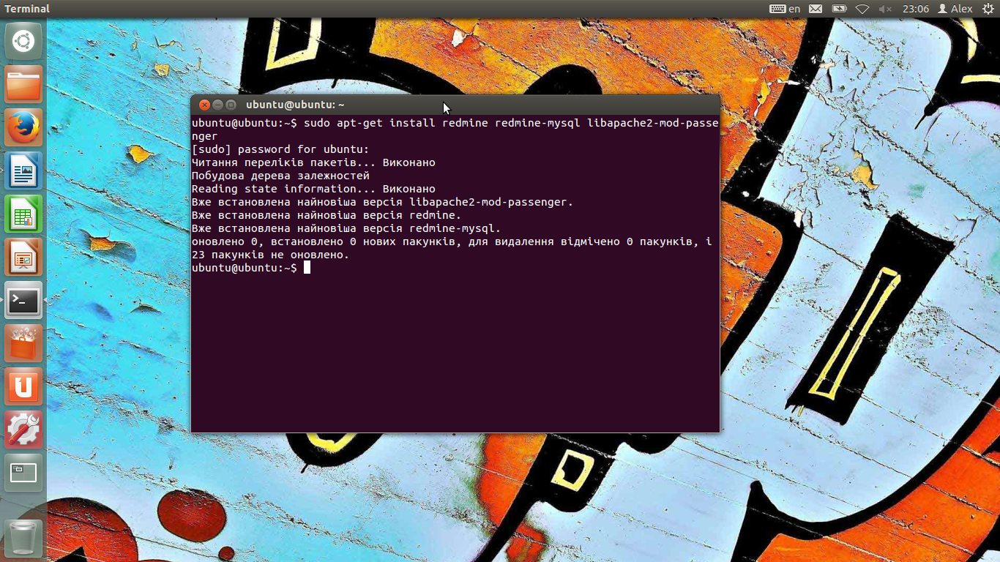 Terminal
en
23:06
Alex
ubuntu@ubuntu: ~
ubuntu@ubuntu:~$ sudo apt-get install redmine redmine-mysql libapache2-mod-passe
nger
[sudo] password for ubuntu:
Читання переліків пакетів... Виконано
Побудова дерева залежностей
Reading state information... Виконано
Вже встановлена найновіша версія libapache2-mod-passenger.
Вже встановлена найновіша версія redmine.
Вже встановлена найновіша версія redmine-mysql.
оновлено 0, встановлено 0 нових пакунків, для видалення відмічено 0 пакунків, і
23 пакунків не оновлено.
ubuntu@ubuntu:~$